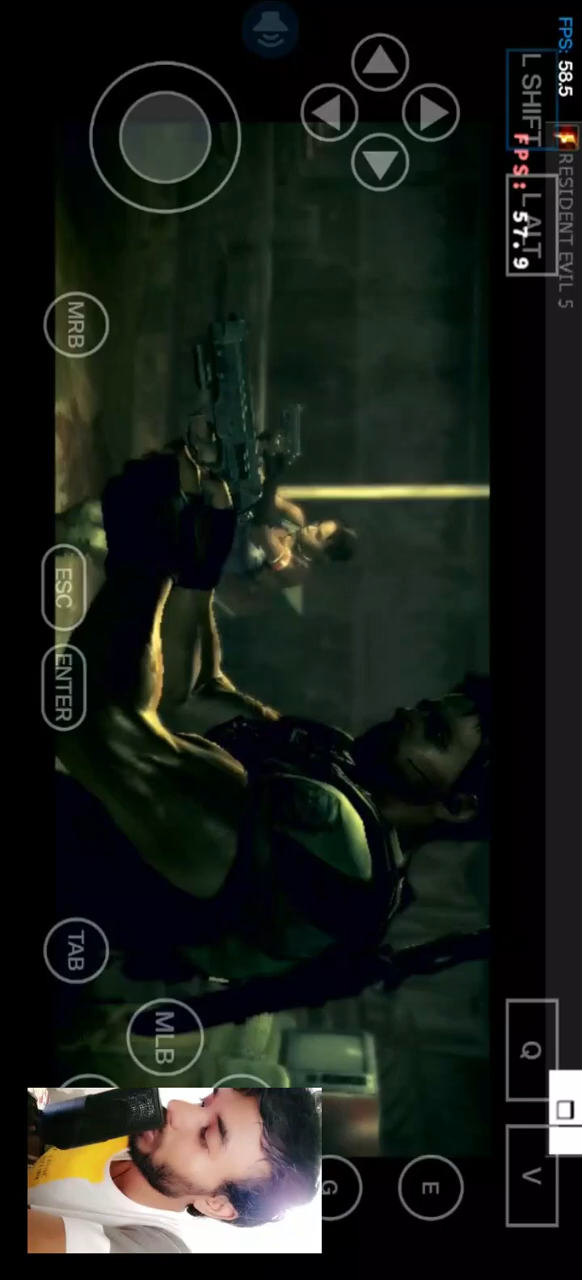 FPS: 58.5
RESIDENT EVIL 5
L SHIFT
L ALT
FPS: 57.9
MRB
ESC
ENTER
TAB
MLB
Q
V
G
E